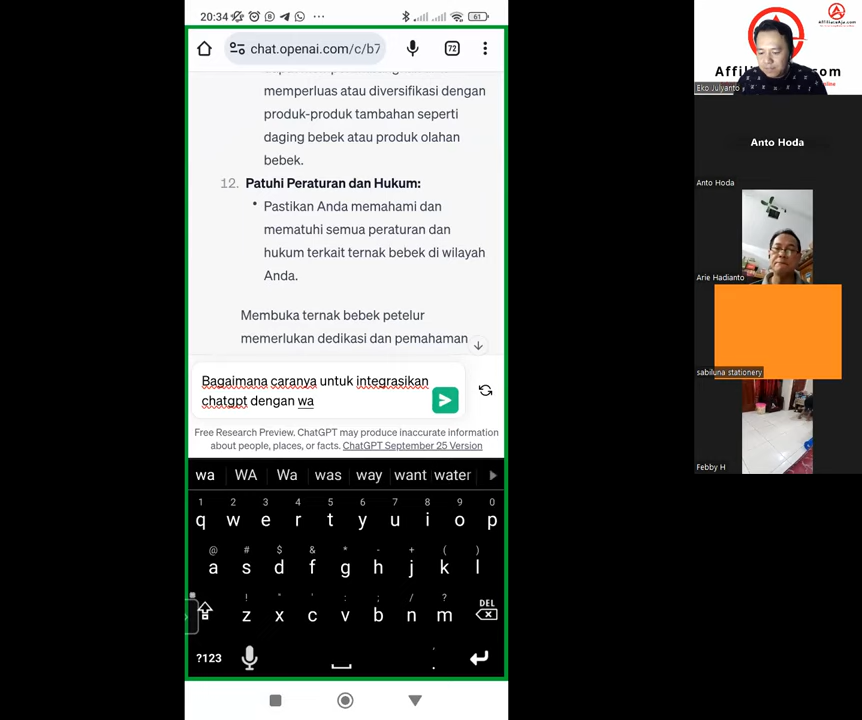 20:34
61
chat.openai.com/c/b7
72
memperluas atau diversifikasi dengan
produk-produk tambahan seperti
daging bebek atau produk olahan
bebek.
12. Patuhi Peraturan dan Hukum:
• Pastikan Anda memahami dan
mematuhi semua peraturan dan
hukum terkait ternak bebek di wilayah
Anda.
Membuka ternak bebek petelur
memerlukan dedikasi dan pemahaman
Bagaimana caranya untuk integrasikan
chatgpt dengan wa
Free Research Preview. ChatGPT may produce inaccurate information
about people, places, or facts. ChatGPT September 25 Version
wa WA Wa was way want water
1 2 3 4 5 6 7 8 9 0
q w e r t y u i o p
@ # $ & * - + ( )
a s d f g h j k l
! " ' : ; / ?
z x c v b n m DEL
?123 .
Eko Julyanto
Anto Hoda
Anto Hoda
Arie Hadianto
sabiluna stationery
Febby H